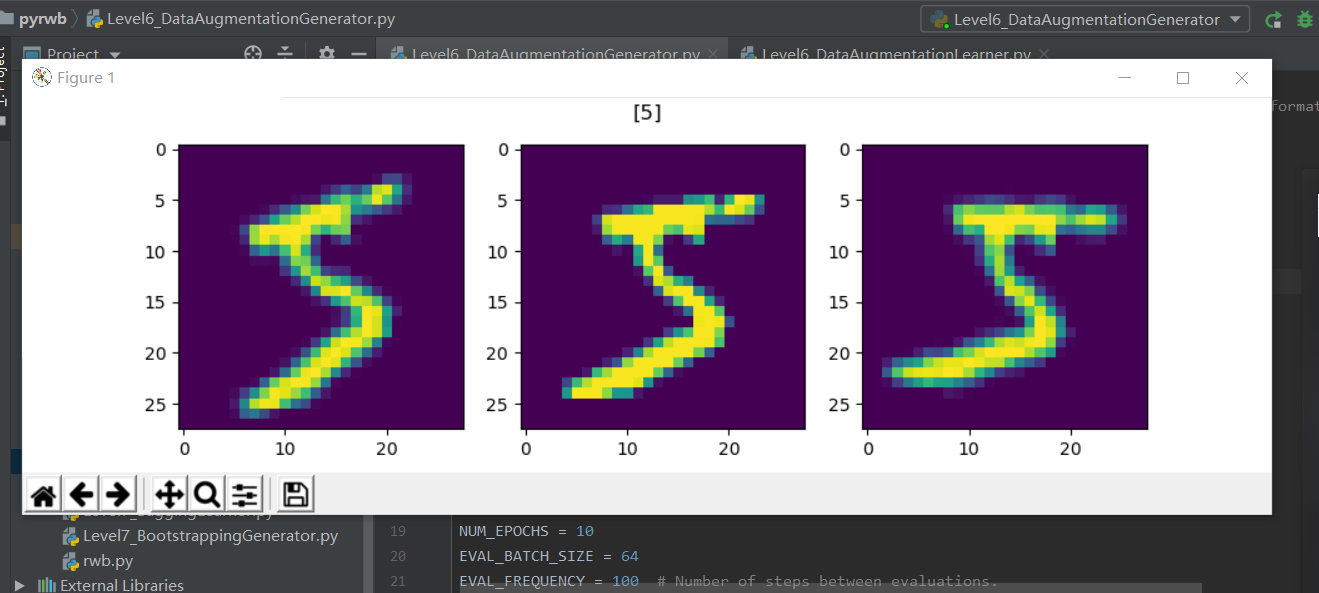 pyrwb Level6_DataAugmentationGenerator.py Level6_DataAugmentationGenerator
Project Level6_DataAugmentationGenerator.py Level6_DataAugmentationLearner.py
Figure 1
[5]
0 0 0
5 5 5
10 10 10
15 15 15
20 20 20
25 25 25
0 10 20 0 10 20 0 10 20
Level7_BootstrappingGenerator.py
rwb.py
External Libraries
19 NUM_EPOCHS = 10
20 EVAL_BATCH_SIZE = 64
21 EVAL_FREQUENCY = 100 # Number of steps between evaluations.